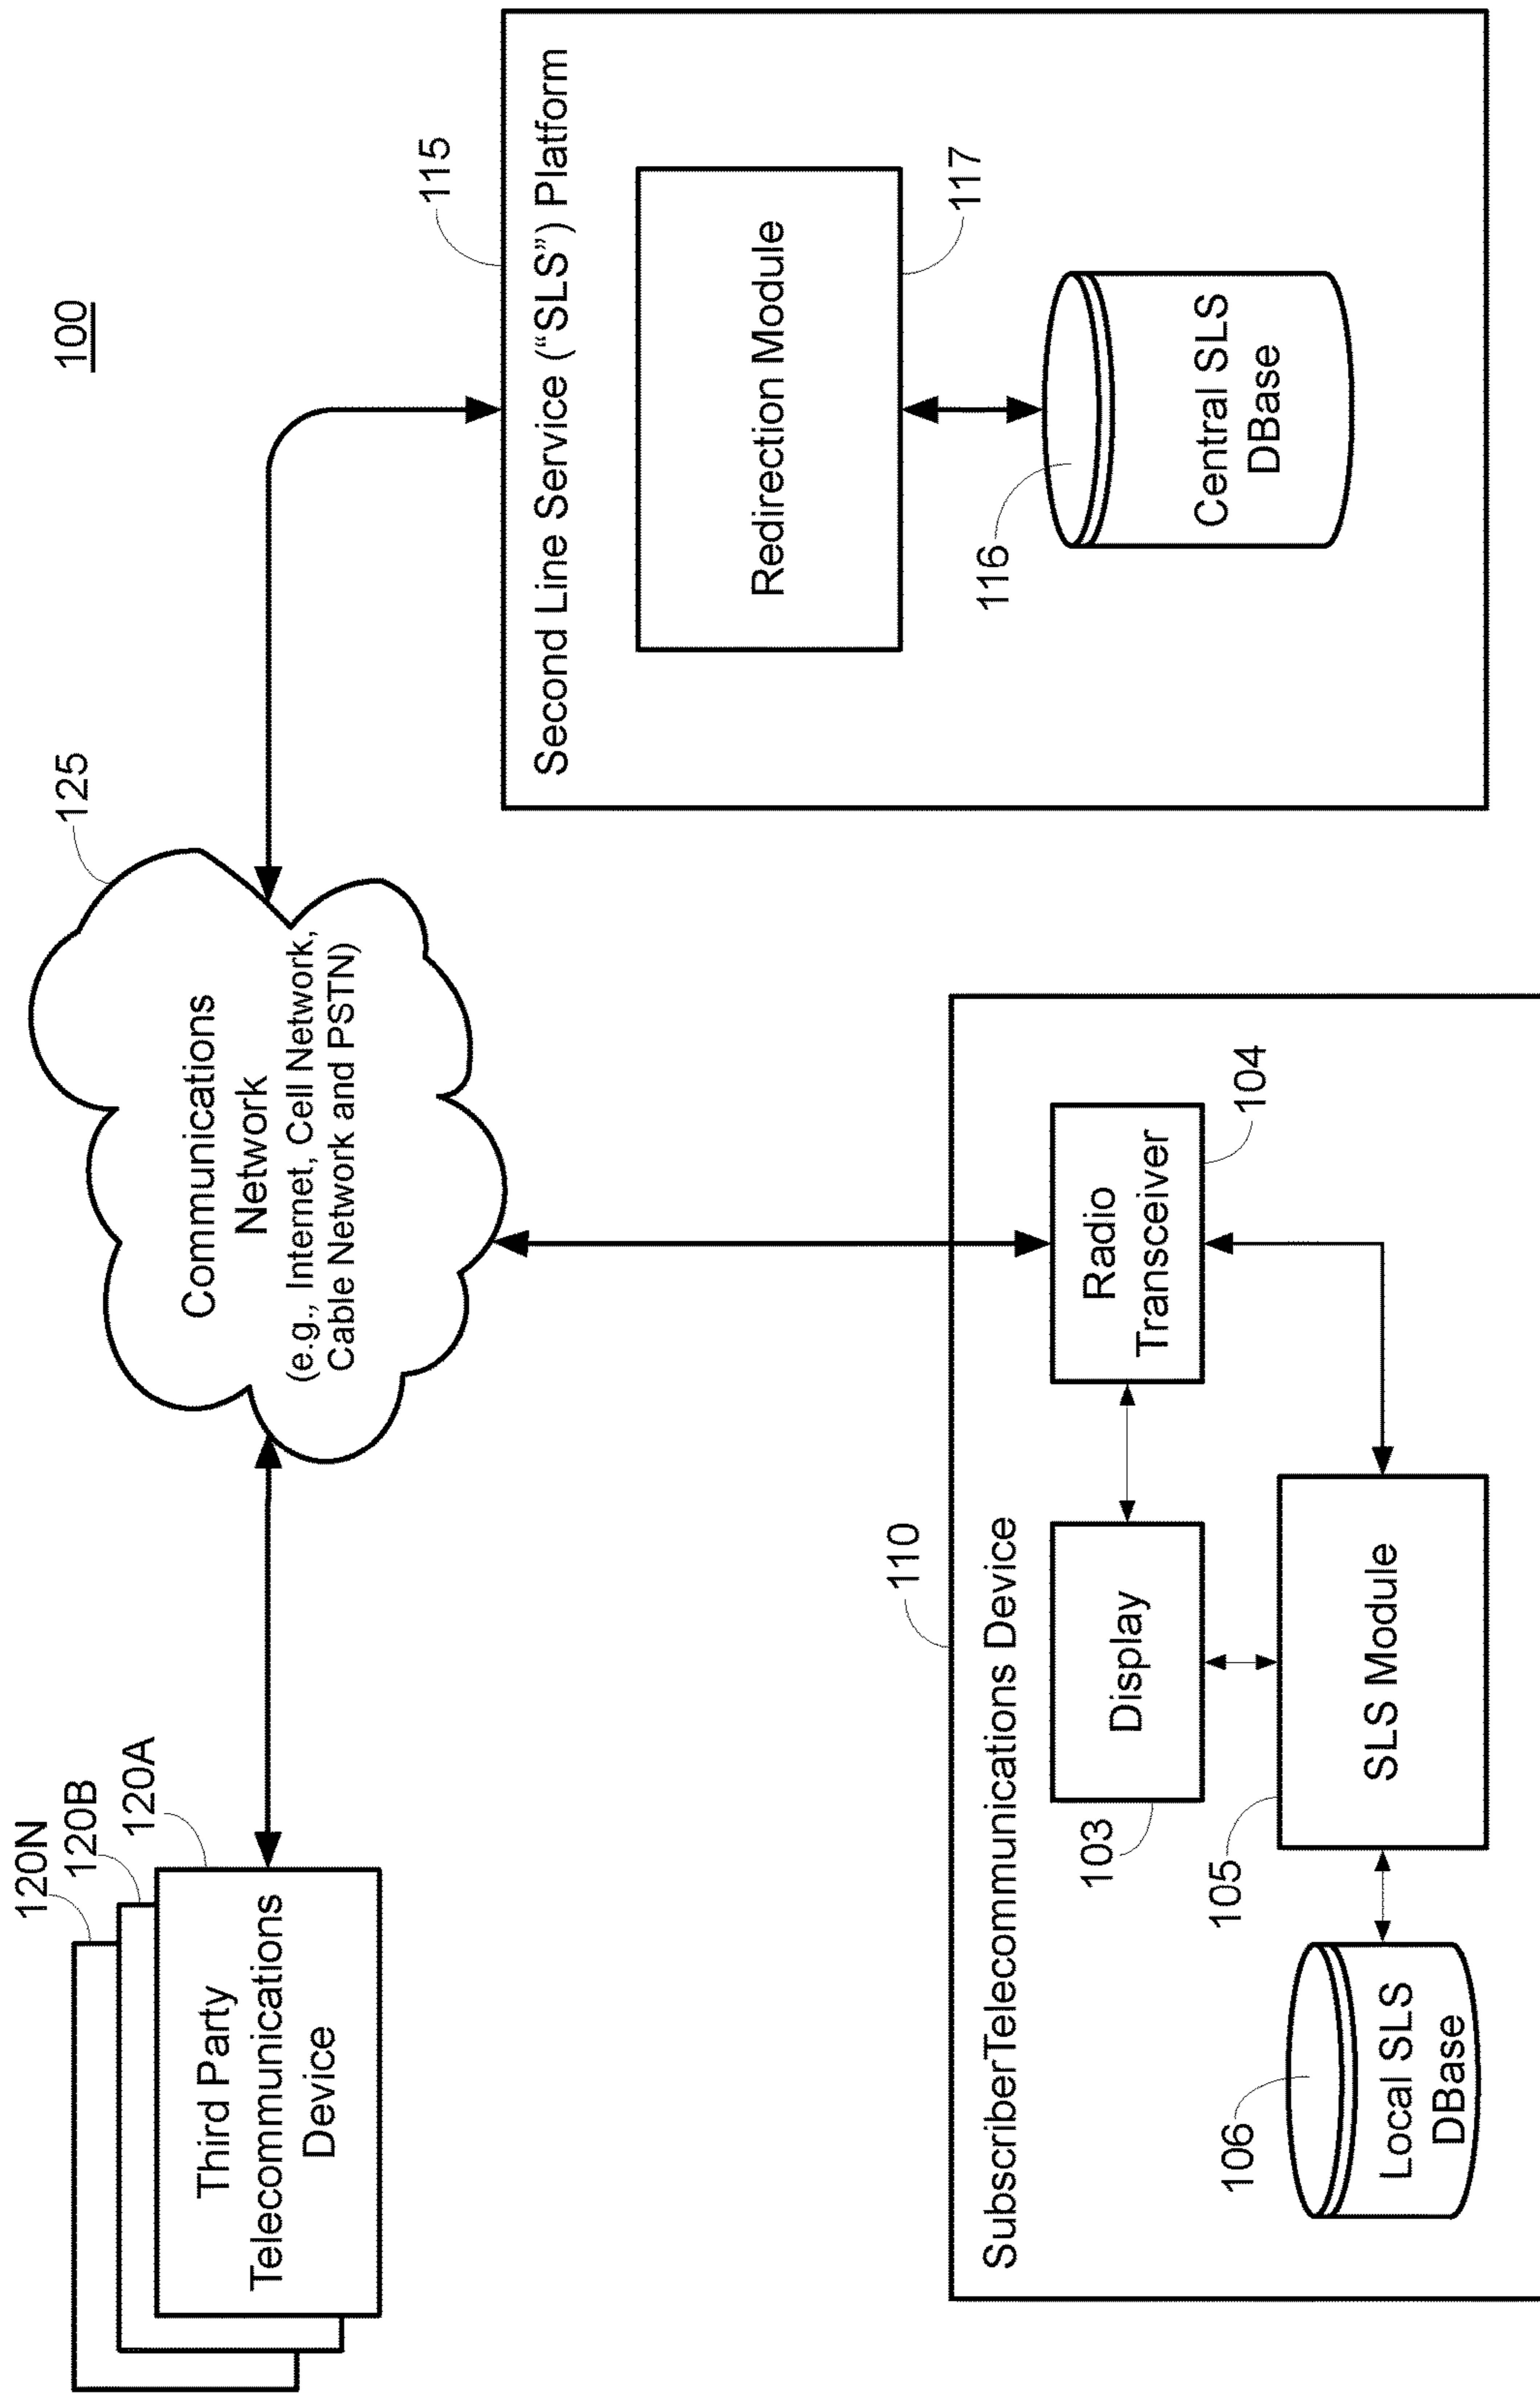 100
120N
120B
120A
Third Party
Telecommunications
Device
125
Communications
Network
(e.g., Internet, Cell Network,
Cable Network and PSTN)
115
Second Line Service (“SLS”) Platform
Redirection Module
117
116
Central SLS
DBase
110
SubscriberTelecommunications Device
103
Display
Radio
Transceiver
104
105
SLS Module
106
Local SLS
DBase